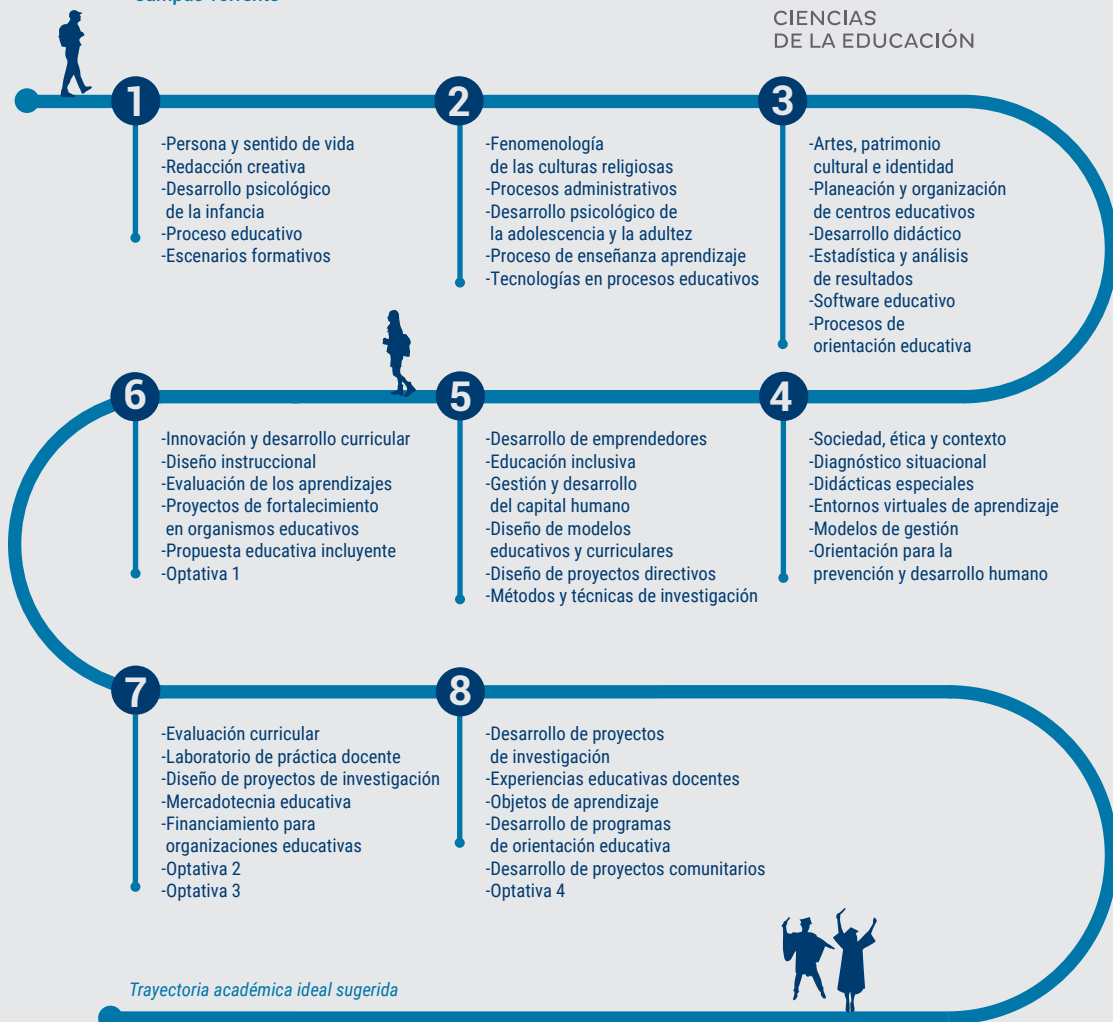 CIENCIAS
DE LA EDUCACIÓN
1
-Persona y sentido de vida
-Redacción creativa
-Desarrollo psicológico
de la infancia
-Proceso educativo
-Escenarios formativos
2
-Fenomenología
de las culturas religiosas
-Procesos administrativos
-Desarrollo psicológico de
la adolescencia y la adultez
-Proceso de enseñanza aprendizaje
-Tecnologías en procesos educativos
3
-Artes, patrimonio
cultural e identidad
-Planeación y organización
de centros educativos
-Desarrollo didáctico
-Estadística y análisis
de resultados
-Software educativo
-Procesos de
orientación educativa
4
-Sociedad, ética y contexto
-Diagnóstico situacional
-Didácticas especiales
-Entornos virtuales de aprendizaje
-Modelos de gestión
-Orientación para la
prevención y desarrollo humano
5
-Desarrollo de emprendedores
-Educación inclusiva
-Gestión y desarrollo
del capital humano
-Diseño de modelos
educativos y curriculares
-Diseño de proyectos directivos
-Métodos y técnicas de investigación
6
-Innovación y desarrollo curricular
-Diseño instruccional
-Evaluación de los aprendizajes
-Proyectos de fortalecimiento
en organismos educativos
-Propuesta educativa incluyente
-Optativa 1
7
-Evaluación curricular
-Laboratorio de práctica docente
-Diseño de proyectos de investigación
-Mercadotecnia educativa
-Financiamiento para
organizaciones educativas
-Optativa 2
-Optativa 3
8
-Desarrollo de proyectos
de investigación
-Experiencias educativas docentes
-Objetos de aprendizaje
-Desarrollo de programas
de orientación educativa
-Desarrollo de proyectos comunitarios
-Optativa 4
Trayectoria académica ideal sugerida